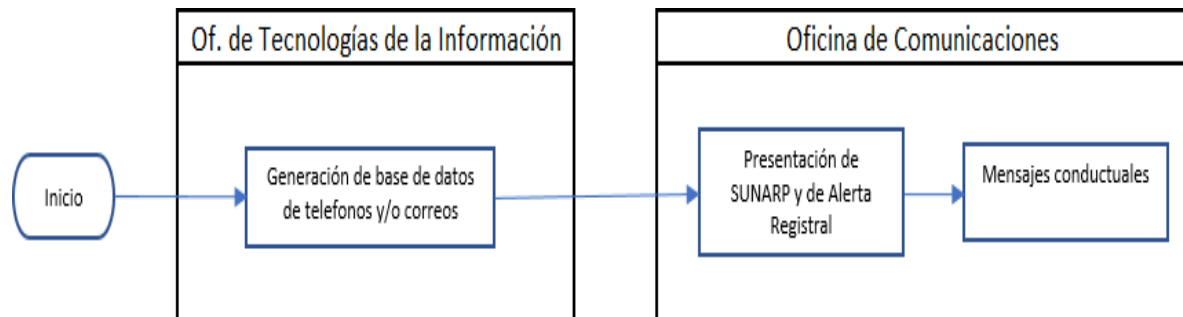 Of. de Tecnologías de la Información
Oficina de Comunicaciones
Inicio
Generación de base de datos
de telefonos y/o correos
Presentación de
SUNARP y de Alerta
Registral
Mensajes conductuales